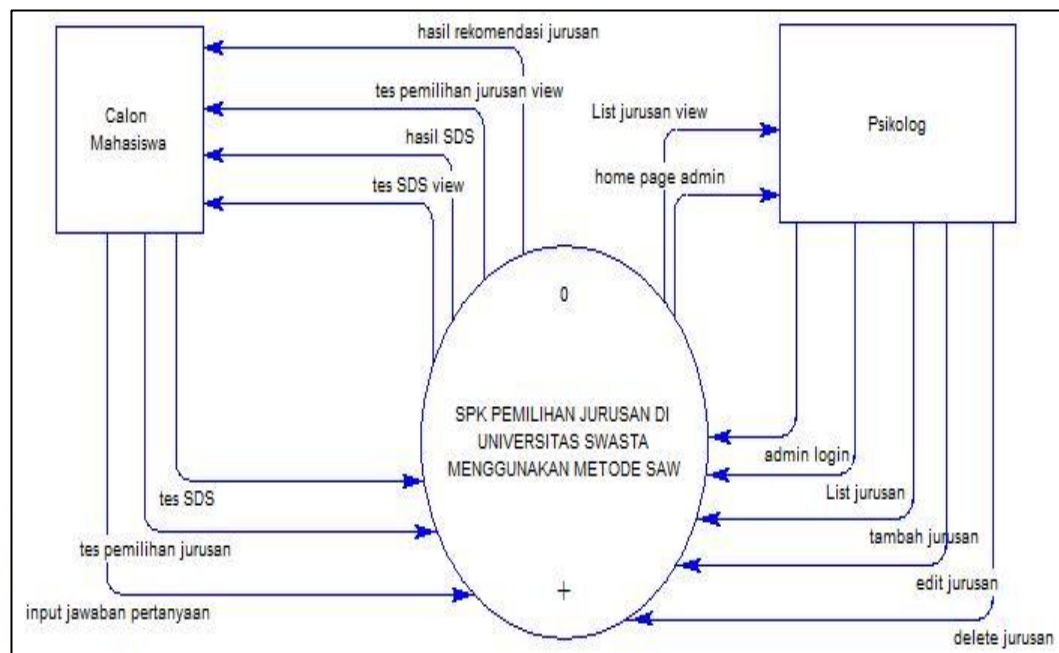 hasil rekomendasi jurusan
tes pemilihan jurusan view
hasil SDS
tes SDS view
Calon
Mahasiswa
List jurusan view
home page admin
Psikolog
0
SPK PEMILIHAN JURUSAN DI
UNIVERSITAS SWASTA
MENGGUNAKAN METODE SAW
+
tes SDS
tes pemilihan jurusan
input jawaban pertanyaan
admin login
List jurusan
tambah jurusan
edit jurusan
delete jurusan